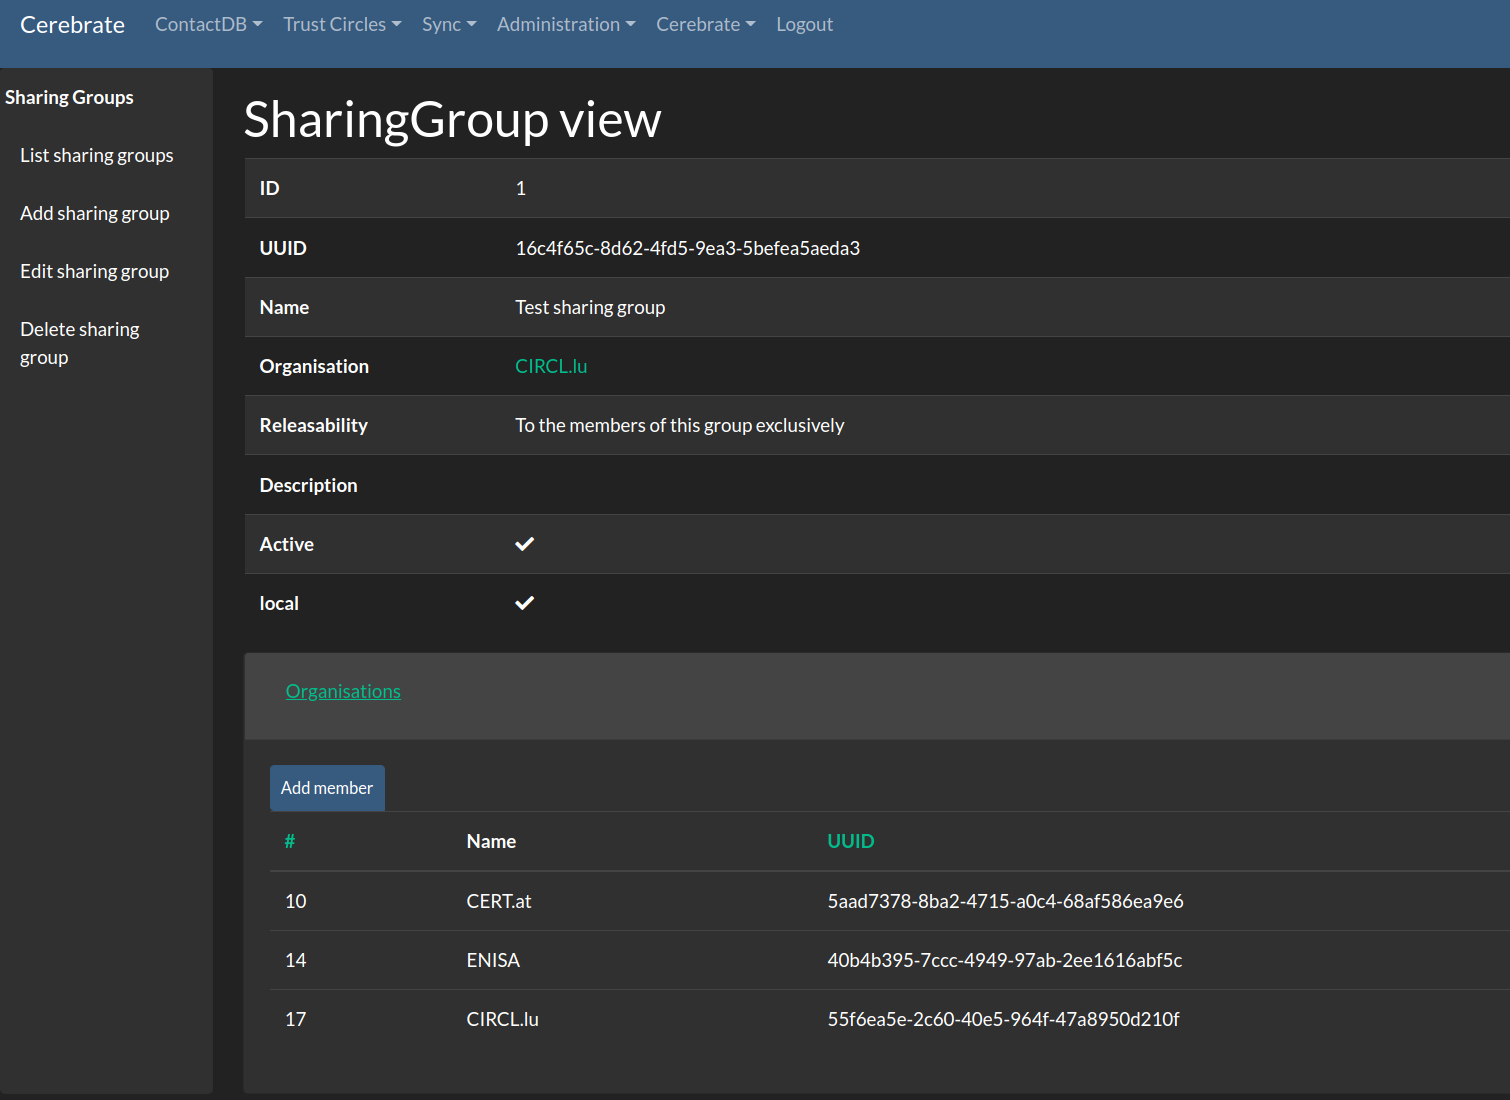 Cerebrate ContactDB Trust Circles Sync Administration Cerebrate Logout
Sharing Groups
List sharing groups
Add sharing group
Edit sharing group
Delete sharing
group
SharingGroup view
ID 1
UUID 16c4f65c-8d62-4fd5-9ea3-5befea5aeda3
Name Test sharing group
Organisation CIRCL.lu
Releasability To the members of this group exclusively
Description
Active
local
Organisations
Add member
# Name UUID
10 CERT.at 5aad7378-8ba2-4715-a0c4-68af586ea9e6
14 ENISA 40b4b395-7ccc-4949-97ab-2ee1616abf5c
17 CIRCL.lu 55f6ea5e-2c60-40e5-964f-47a8950d210f